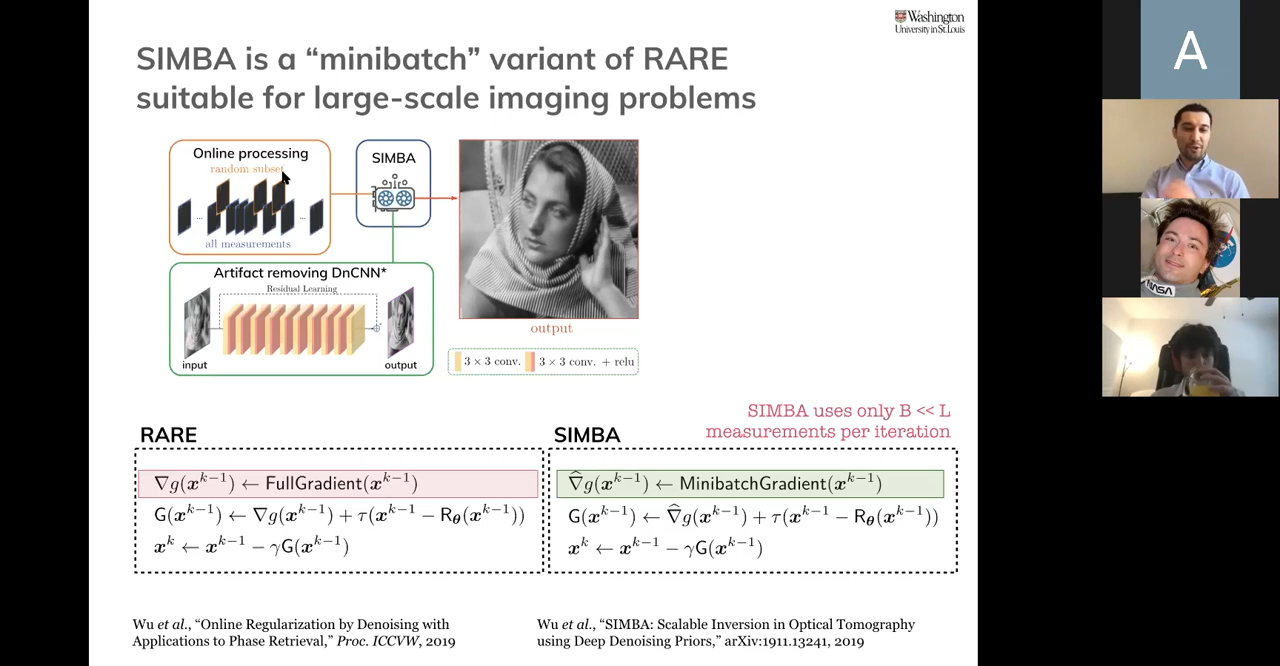 Washington
University in St.Louis
SIMBA is a “minibatch” variant of RARE
suitable for large-scale imaging problems
Online processing
random subset
... ...
all measurements
SIMBA
Artifact removing DnCNN*
Residual Learning
input
output
output
3 × 3 conv. 3 × 3 conv. + relu
SIMBA uses only B << L
measurements per iteration
RARE
∇g(x^{k−1}) ← FullGradient(x^{k−1})
G(x^{k−1}) ← ∇g(x^{k−1}) + τ(x^{k−1} − R_θ(x^{k−1}))
x^k ← x^{k−1} − γG(x^{k−1})
SIMBA
∇̂g(x^{k−1}) ← MinibatchGradient(x^{k−1})
G(x^{k−1}) ← ∇̂g(x^{k−1}) + τ(x^{k−1} − R_θ(x^{k−1}))
x^k ← x^{k−1} − γG(x^{k−1})
Wu et al., “Online Regularization by Denoising with
Applications to Phase Retrieval,” Proc. ICCVW, 2019
Wu et al., “SIMBA: Scalable Inversion in Optical Tomography
using Deep Denoising Priors,” arXiv:1911.13241, 2019
A
NASA